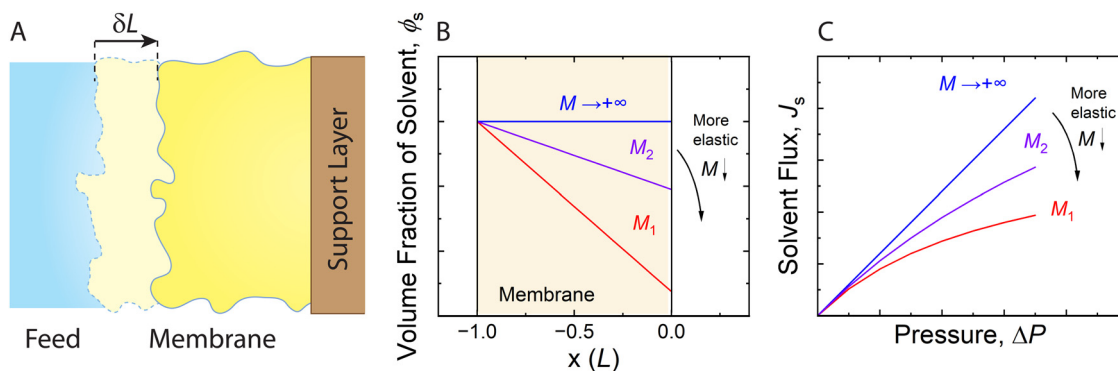 A
δL
Feed
Membrane
Support Layer
B
Volume Fraction of Solvent, ϕs
M →+∞
M2
M1
More
elastic
M↓
Membrane
−1.0
−0.5
0.0
x (L)
C
Solvent Flux, Js
M →+∞
M2
M1
More
elastic
M↓
Pressure, ΔP